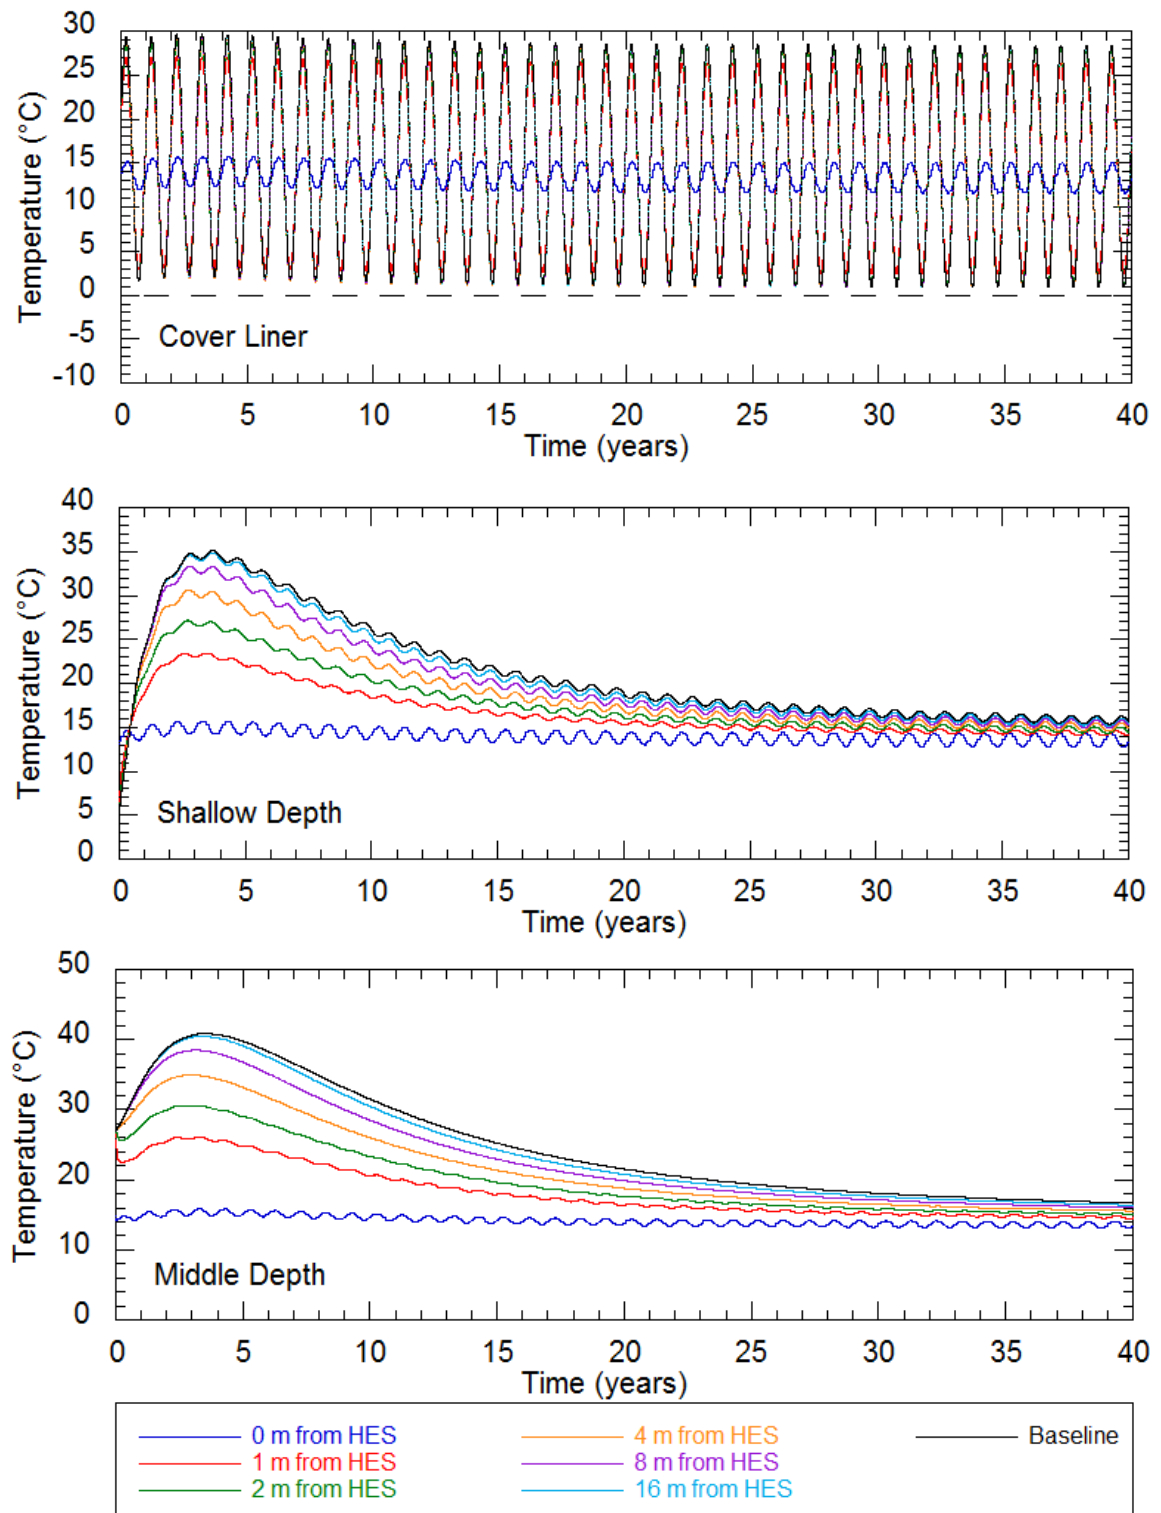 30
25
20
15
10
5
0
-5
-10
Temperature (°C)
Cover Liner
0 5 10 15 20 25 30 35 40
Time (years)
40
35
30
25
20
15
10
5
0
Temperature (°C)
Shallow Depth
0 5 10 15 20 25 30 35 40
Time (years)
50
40
30
20
10
0
Temperature (°C)
Middle Depth
0 5 10 15 20 25 30 35 40
Time (years)
0 m from HES 4 m from HES Baseline
1 m from HES 8 m from HES
2 m from HES 16 m from HES